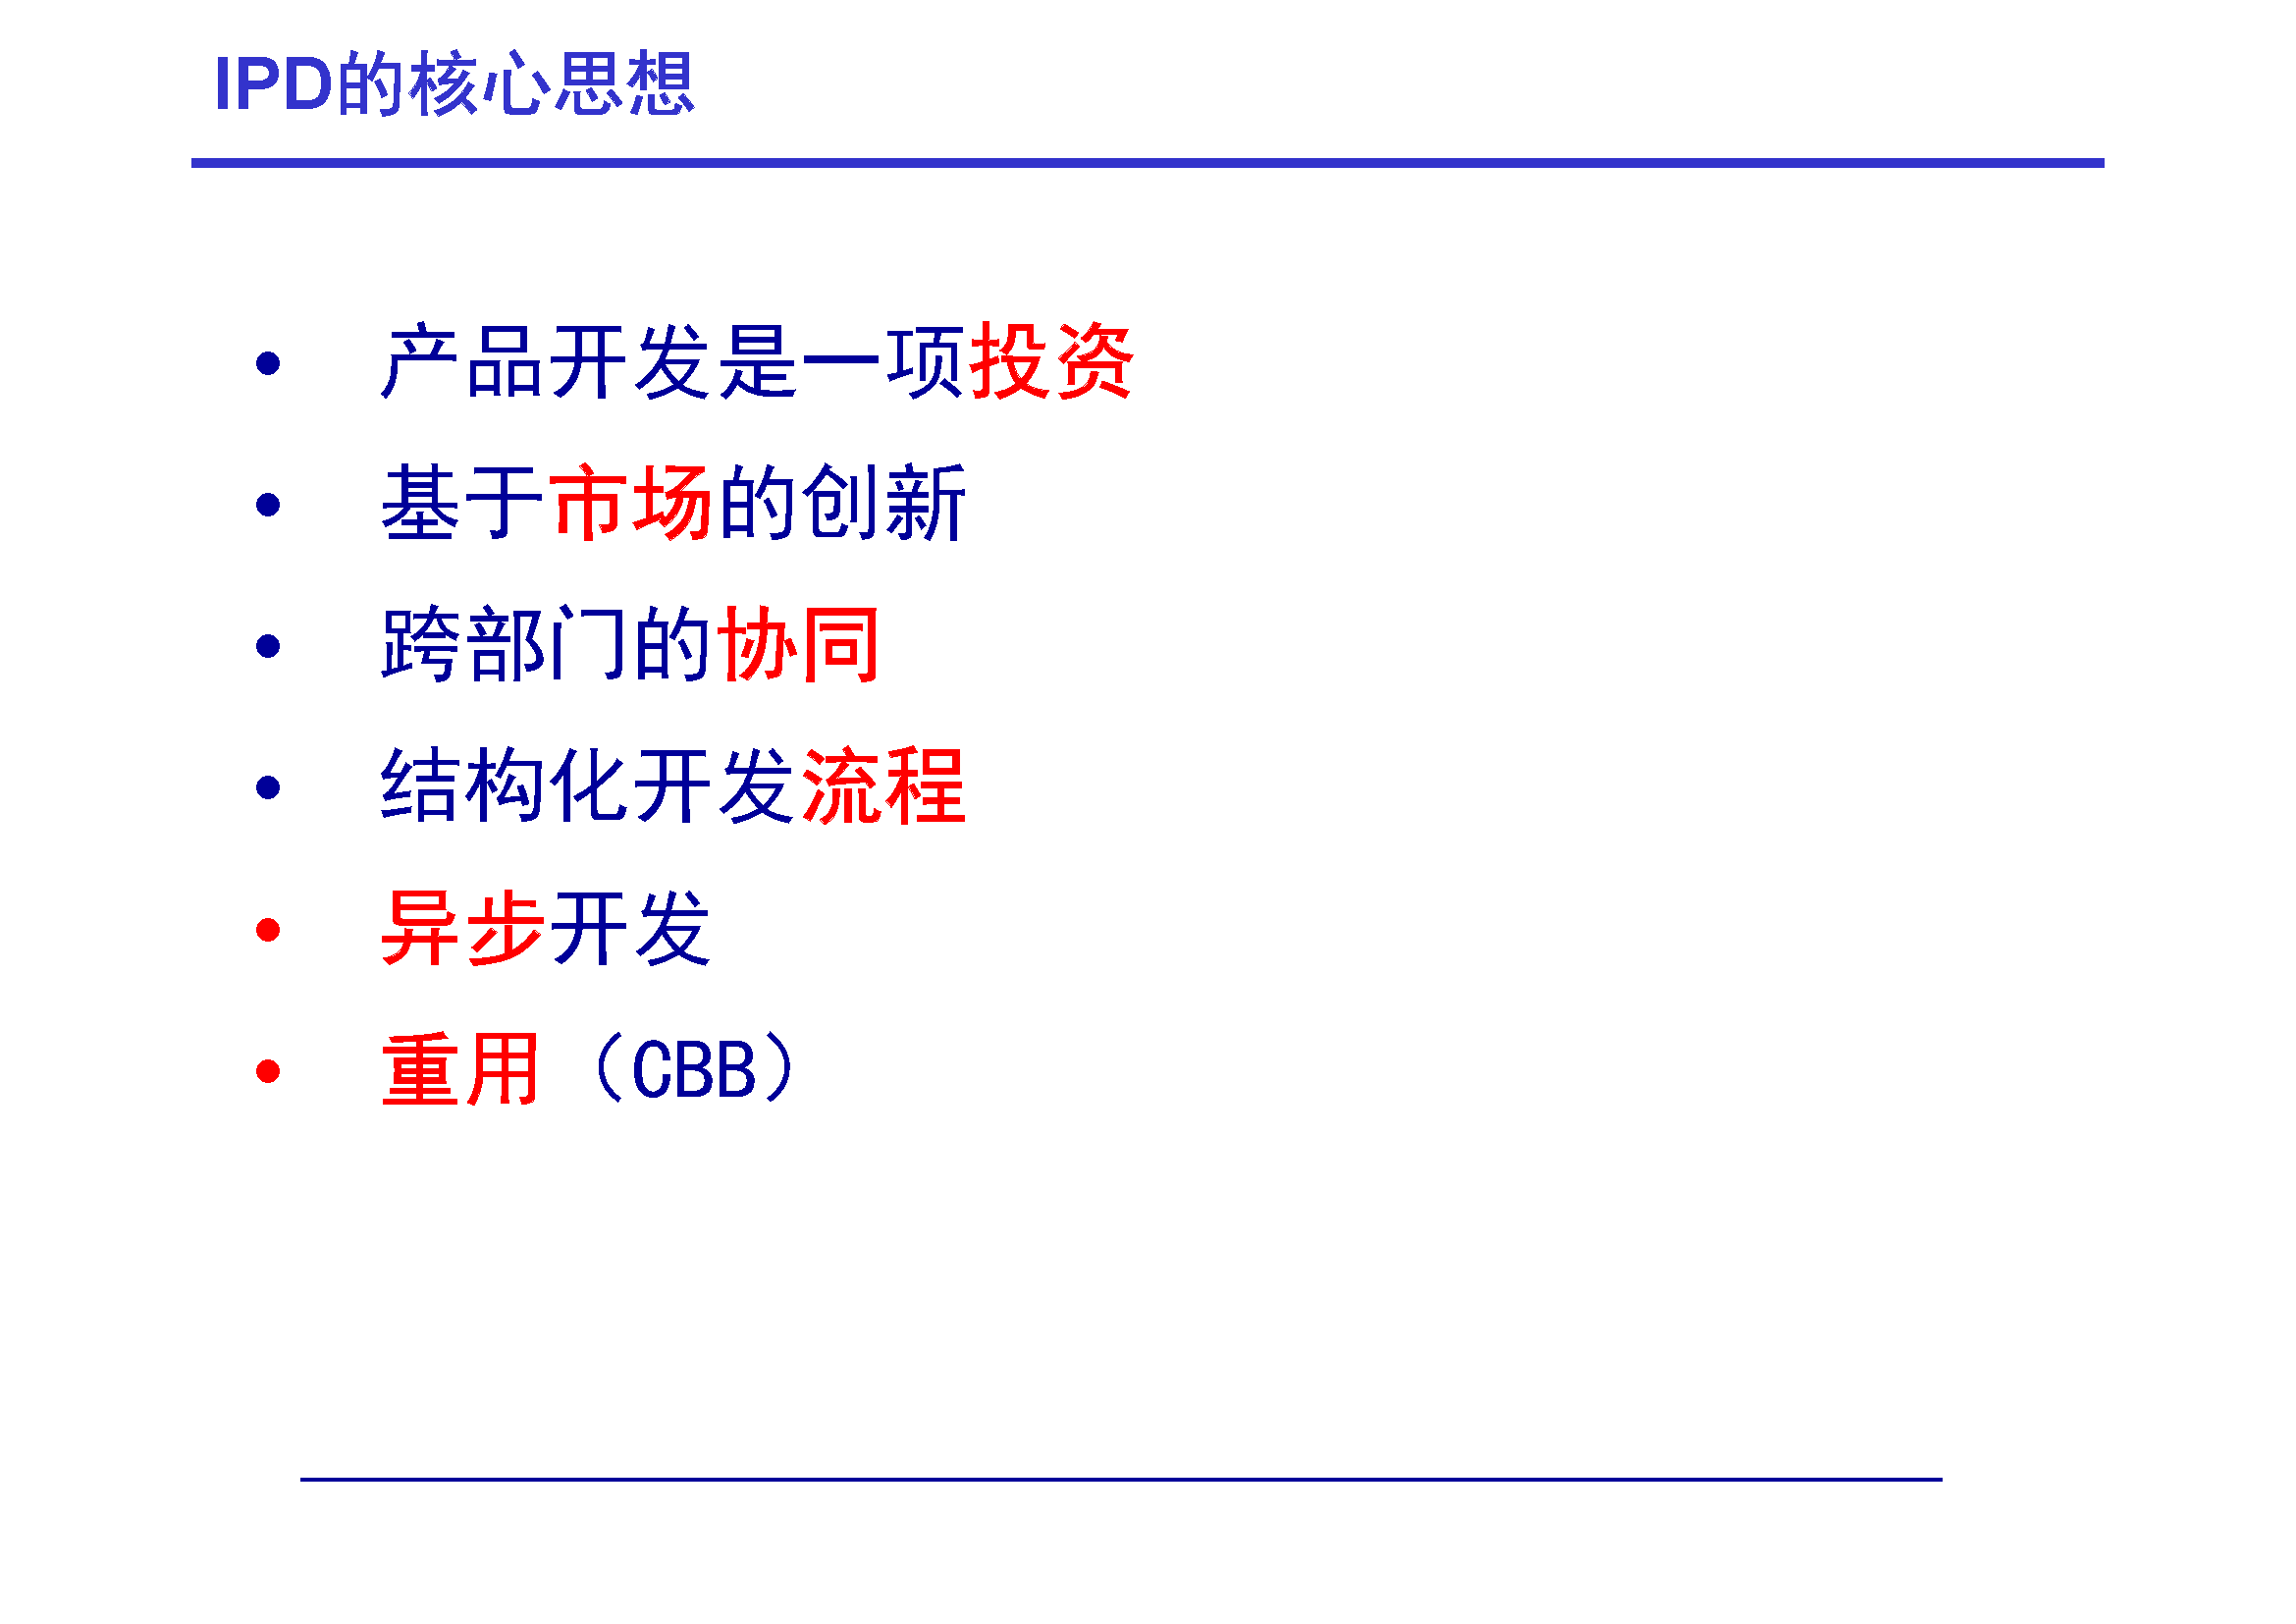 IPD的核心思想
• 产品开发是一项投资
• 基于市场的创新
• 跨部门的协同
• 结构化开发流程
• 异步开发
• 重用（CBB）